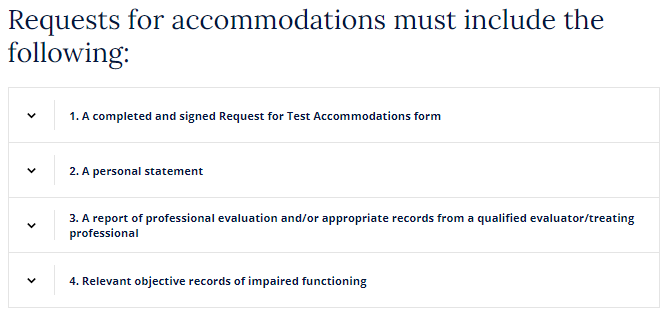 Requests for accommodations must include the
following:
1. A completed and signed Request for Test Accommodations form
2. A personal statement
3. A report of professional evaluation and/or appropriate records from a qualified evaluator/treating
professional
4. Relevant objective records of impaired functioning